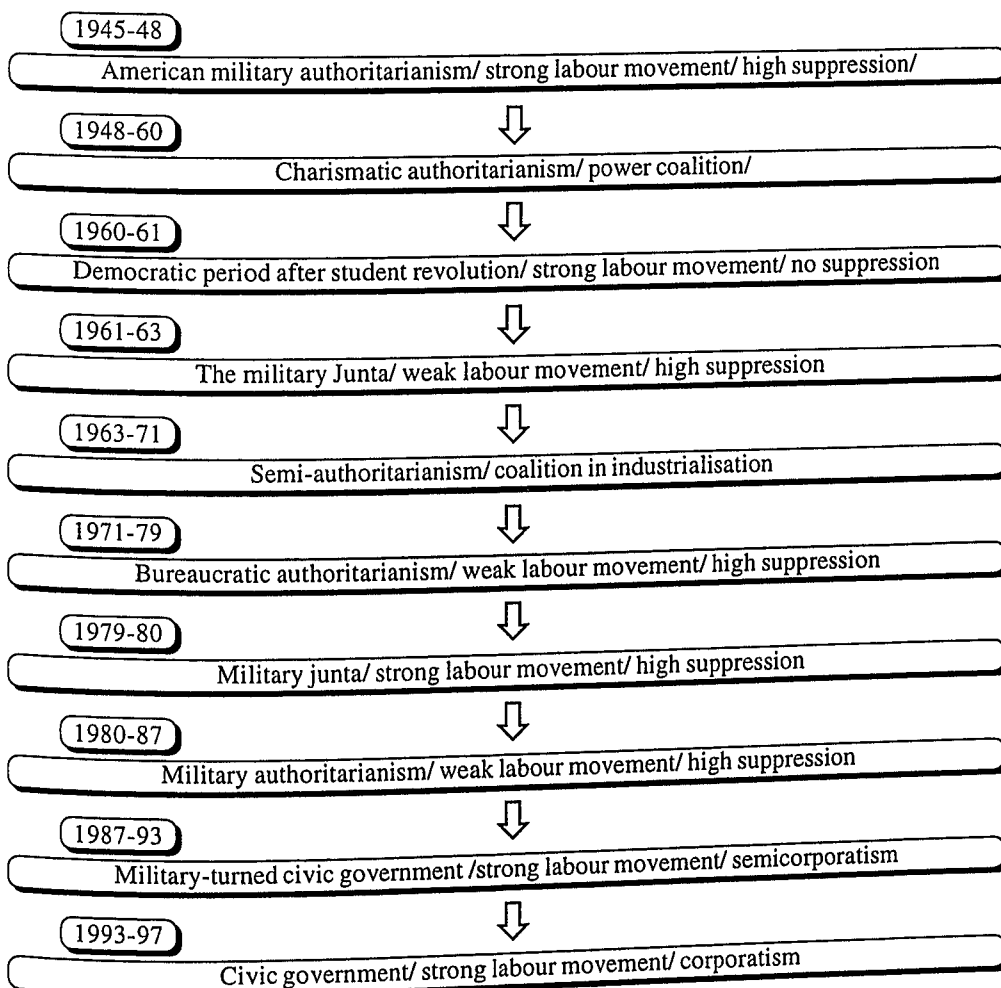 1945-48
American military authoritarianism/ strong labour movement/ high suppression/
1948-60
Charismatic authoritarianism/ power coalition/
1960-61
Democratic period after student revolution/ strong labour movement/ no suppression
1961-63
The military Junta/ weak labour movement/ high suppression
1963-71
Semi-authoritarianism/ coalition in industrialisation
1971-79
Bureaucratic authoritarianism/ weak labour movement/ high suppression
1979-80
Military junta/ strong labour movement/ high suppression
1980-87
Military authoritarianism/ weak labour movement/ high suppression
1987-93
Military-turned civic government /strong labour movement/ semicorporatism
1993-97
Civic government/ strong labour movement/ corporatism